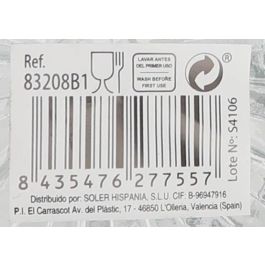 Ref.
83208B1
LAVAR ANTES
DEL PRIMER USO
WASH BEFORE
FIRST USE
®
Lote Nº: S4106
8 435476 277557
Distribuido por: SOLER HISPANIA, S.L.U. CIF: B-96947916
P.I. El Carrascot Av. del Plàstic, 17 - 46850 L'Olleria, Valencia (Spain)